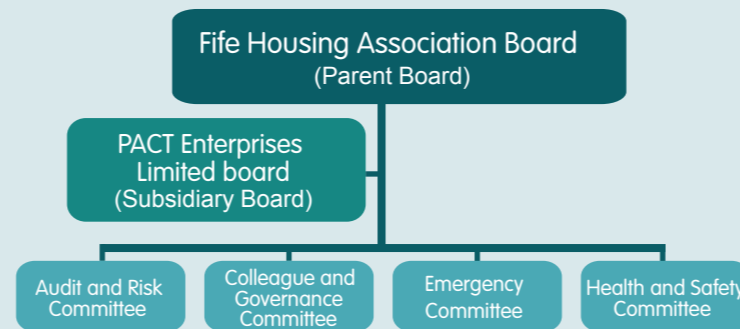 Fife Housing Association Board
(Parent Board)
PACT Enterprises
Limited board
(Subsidiary Board)
Audit and Risk
Committee
Colleague and
Governance
Committee
Emergency
Committee
Health and Safety
Committee